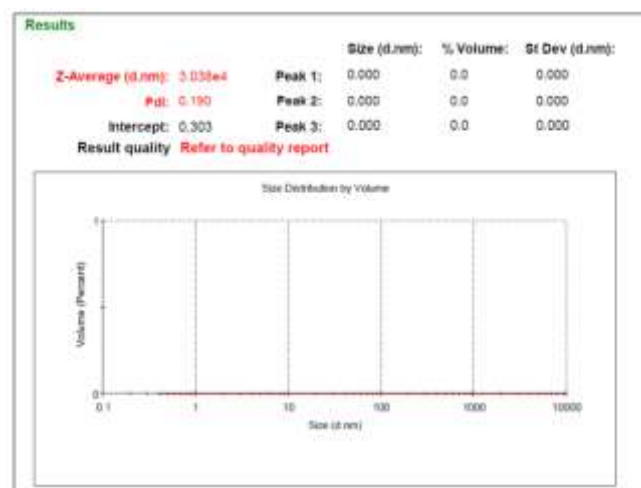 Results
Size (d.nm): % Volume: St Dev (d.nm):
Z-Average (d.nm): 3.038e4 Peak 1: 0.000 0.0 0.000
PdI: 0.190 Peak 2: 0.000 0.0 0.000
Intercept: 0.303 Peak 3: 0.000 0.0 0.000
Result quality Refer to quality report
Size Distribution by Volume
1
Volume (Percent)
0
0.1 1 10 100 1000 10000
Size (d.nm)